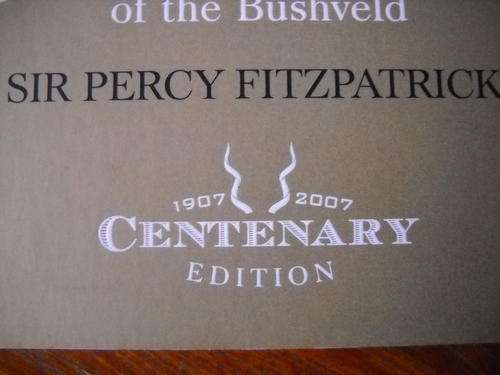 of the Bushveld
SIR PERCY FITZPATRICK
1907 2007
CENTENARY
EDITION